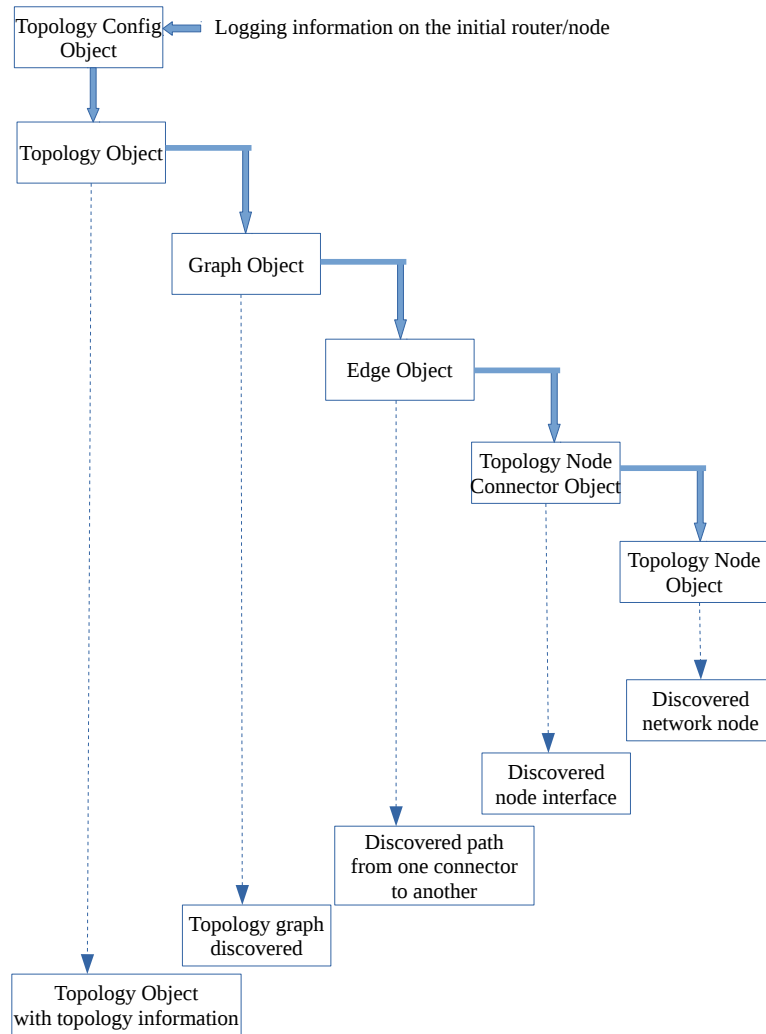 Topology Config
Object
Logging information on the initial router/node
Topology Object
Graph Object
Edge Object
Topology Node
Connector Object
Topology Node
Object
Discovered
network node
Discovered
node interface
Discovered path
from one connector
to another
Topology graph
discovered
Topology Object
with topology information